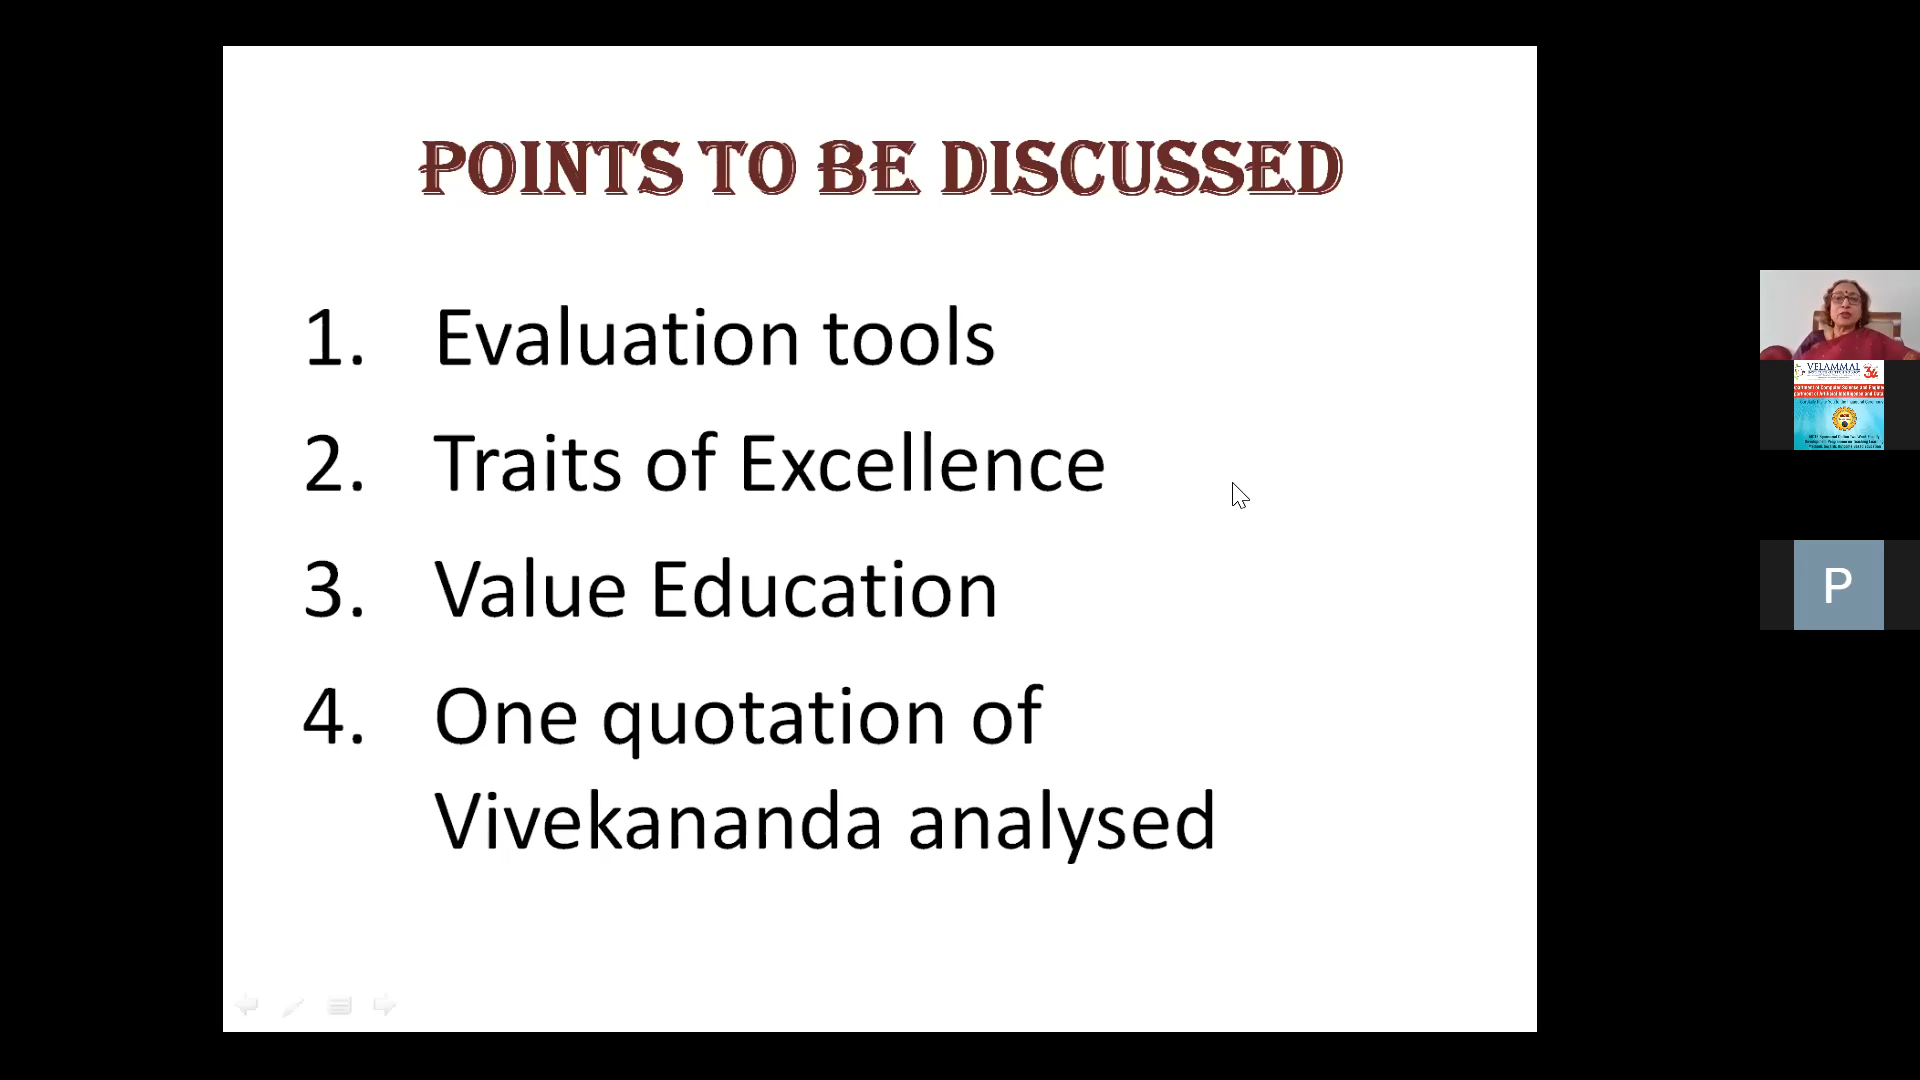 POINTS TO BE DISCUSSED
1. Evaluation tools
2. Traits of Excellence
3. Value Education
4. One quotation of
Vivekananda analysed
VELAMMAL
P